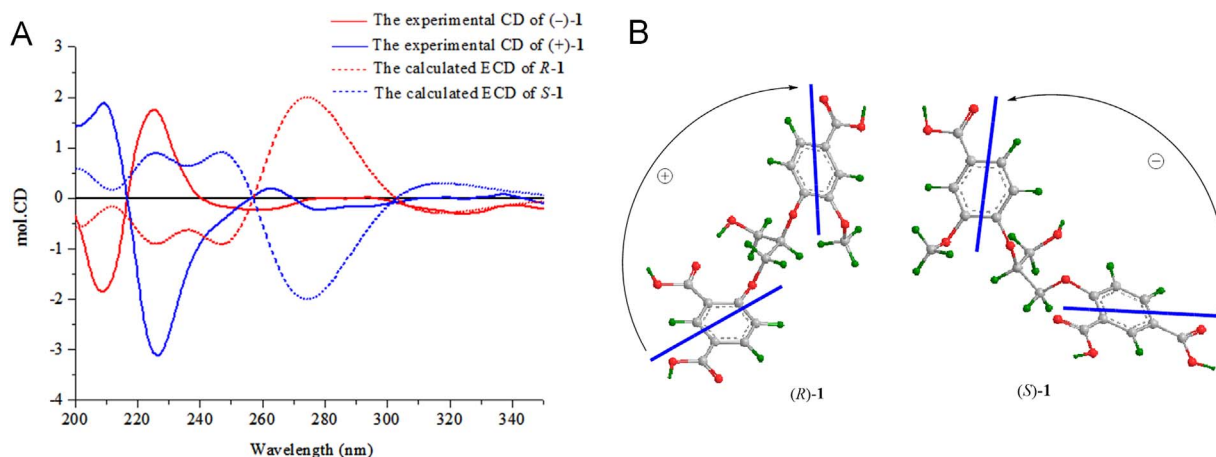 A
The experimental CD of (−)-1
The experimental CD of (+)-1
The calculated ECD of R-1
The calculated ECD of S-1
mol.CD
3
2
1
0
-1
-2
-3
-4
200
220
240
260
280
300
320
340
Wavelength (nm)
B
+
−
(R)-1
(S)-1